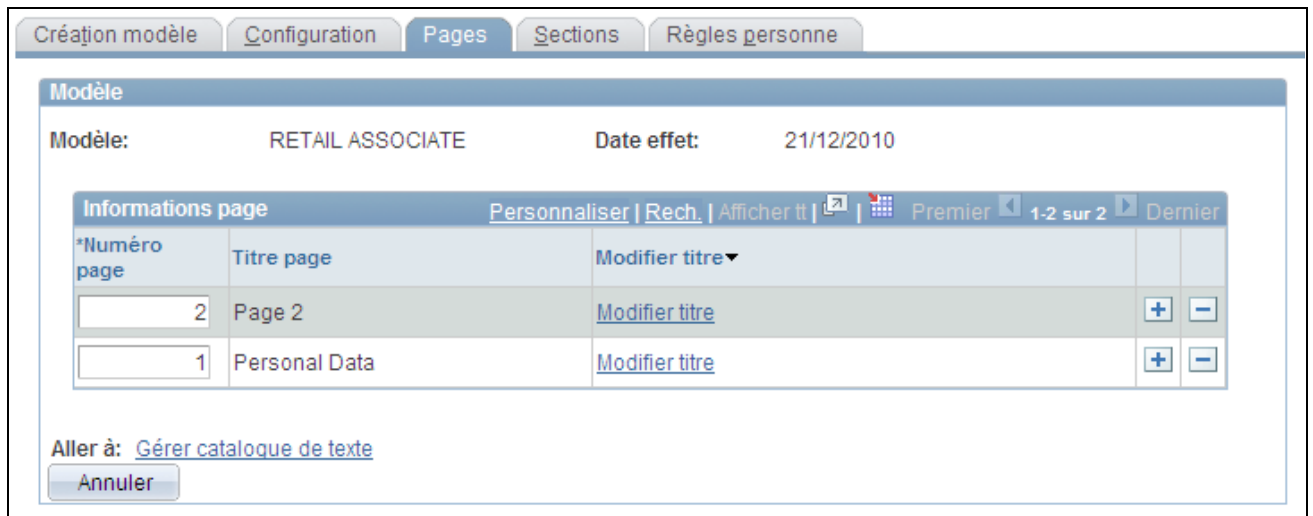 Création modèle Configuration Pages Sections Règles personne
Modèle
Modèle: RETAIL ASSOCIATE Date effet: 21/12/2010
Informations page Personnaliser | Rech. | Afficher tt | | Premier 1-2 sur 2 Dernier
*Numéro page Titre page Modifier titre
2 Page 2 Modifier titre
1 Personal Data Modifier titre
Aller à: Gérer catalogue de texte
Annuler